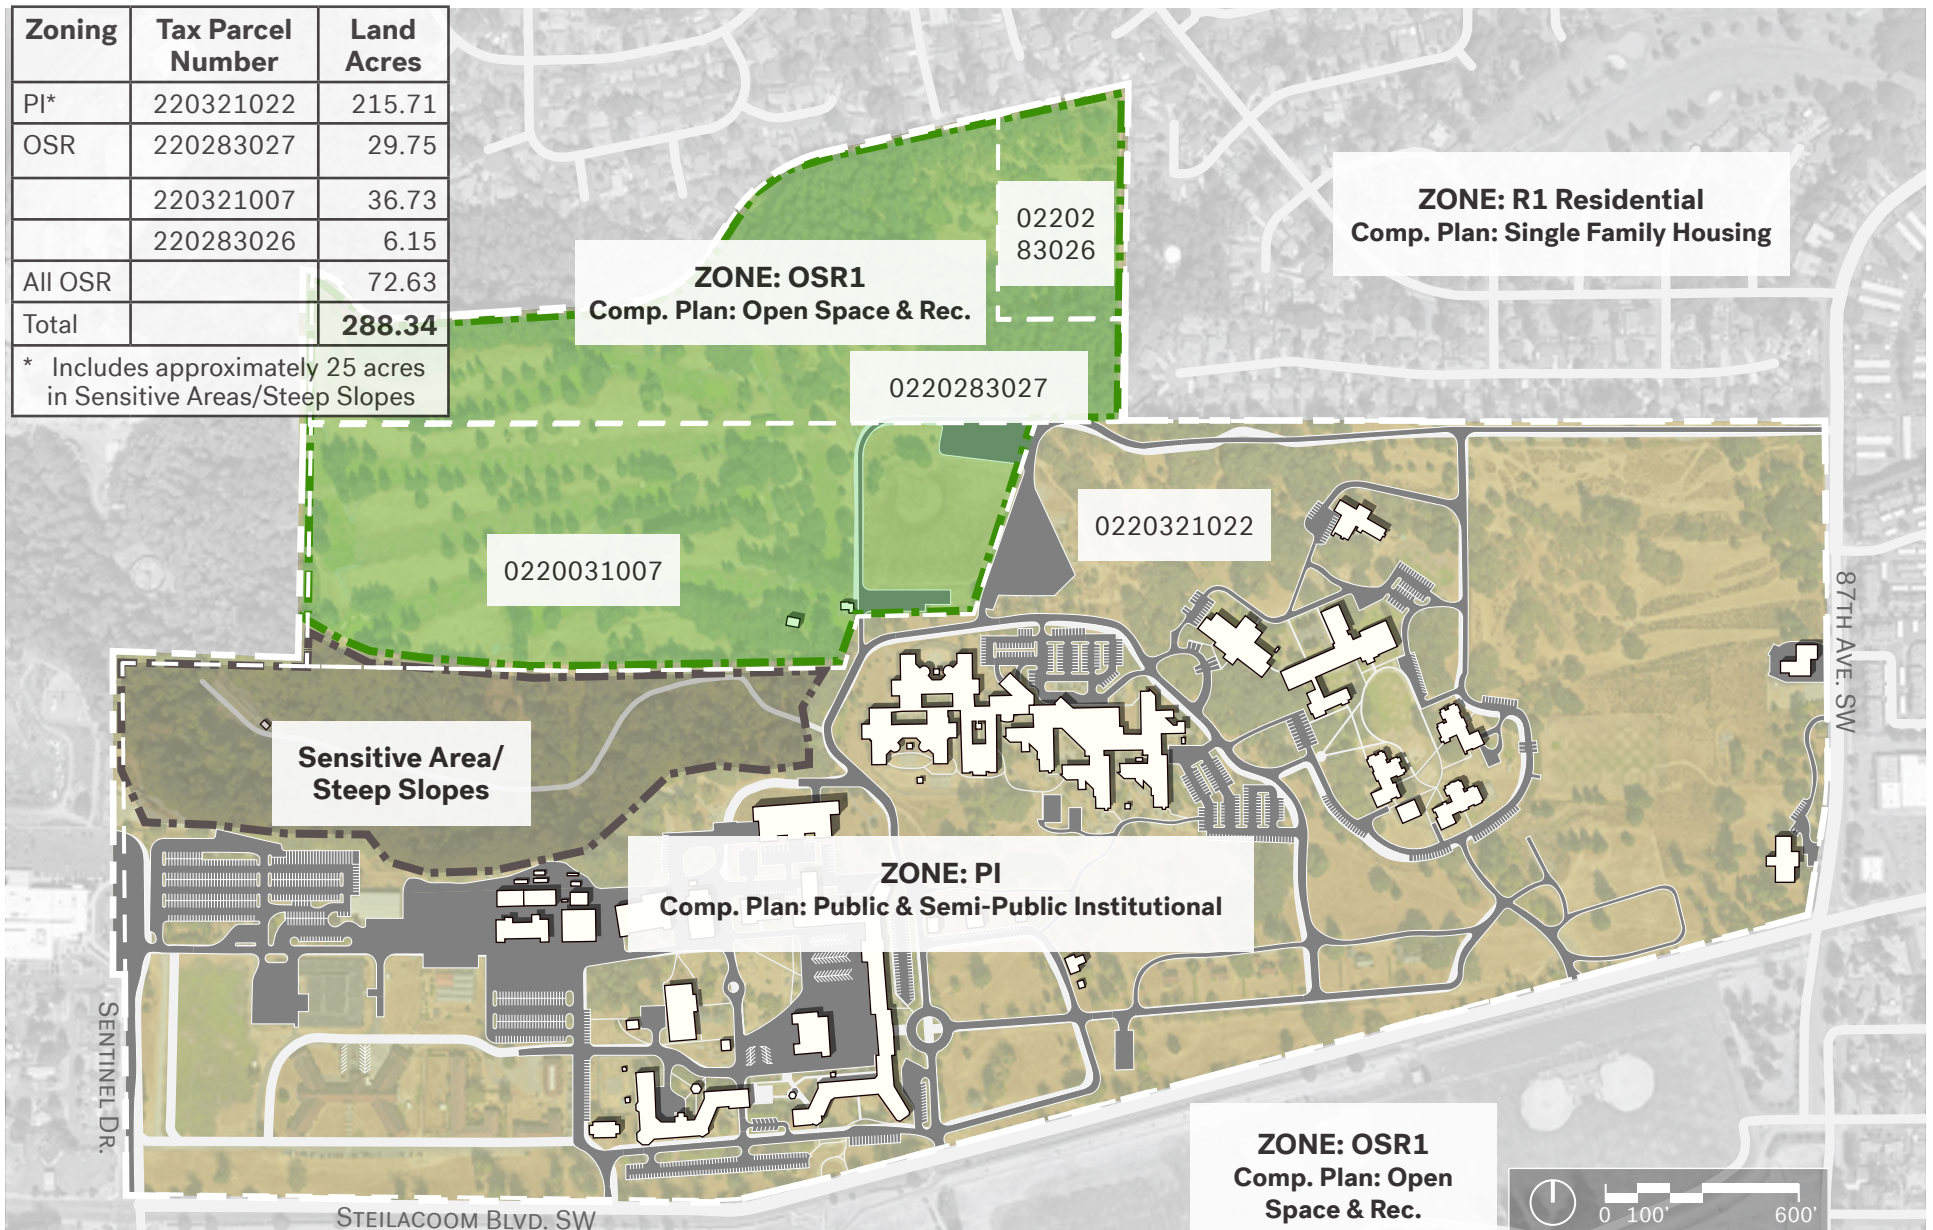 Zoning Tax Parcel Number Land Acres
PI* 220321022 215.71
OSR 220283027 29.75
220321007 36.73
220283026 6.15
All OSR 72.63
Total 288.34
* Includes approximately 25 acres
in Sensitive Areas/Steep Slopes
ZONE: OSR1
Comp. Plan: Open Space & Rec.
02202
83026
ZONE: R1 Residential
Comp. Plan: Single Family Housing
0220283027
0220321022
0220031007
87TH AVE. SW
Sensitive Area/
Steep Slopes
ZONE: PI
Comp. Plan: Public & Semi-Public Institutional
SENTINEL DR.
STEILACOOM BLVD. SW
ZONE: OSR1
Comp. Plan: Open
Space & Rec.
0 100' 600'